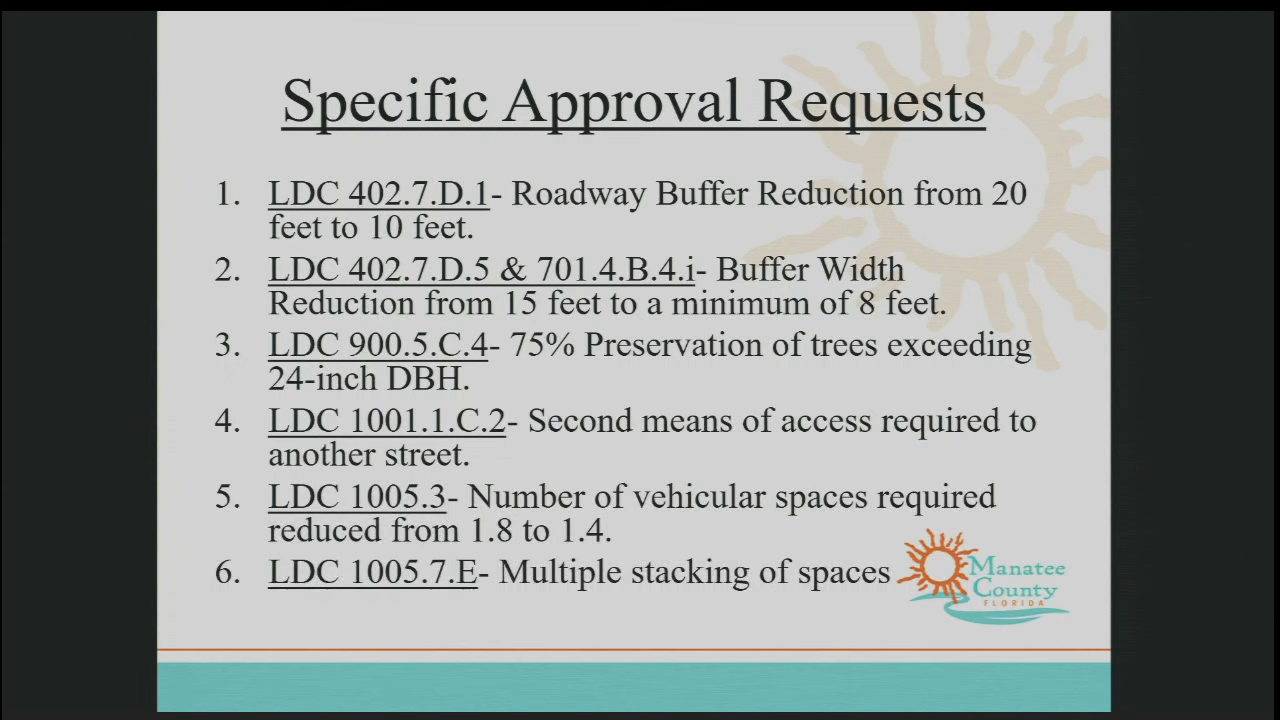 Specific Approval Requests
1. LDC 402.7.D.1- Roadway Buffer Reduction from 20
feet to 10 feet.
2. LDC 402.7.D.5 & 701.4.B.4.i- Buffer Width
Reduction from 15 feet to a minimum of 8 feet.
3. LDC 900.5.C.4- 75% Preservation of trees exceeding
24-inch DBH.
4. LDC 1001.1.C.2- Second means of access required to
another street.
5. LDC 1005.3- Number of vehicular spaces required
reduced from 1.8 to 1.4.
6. LDC 1005.7.E- Multiple stacking of spaces
Manatee
County
FLORIDA